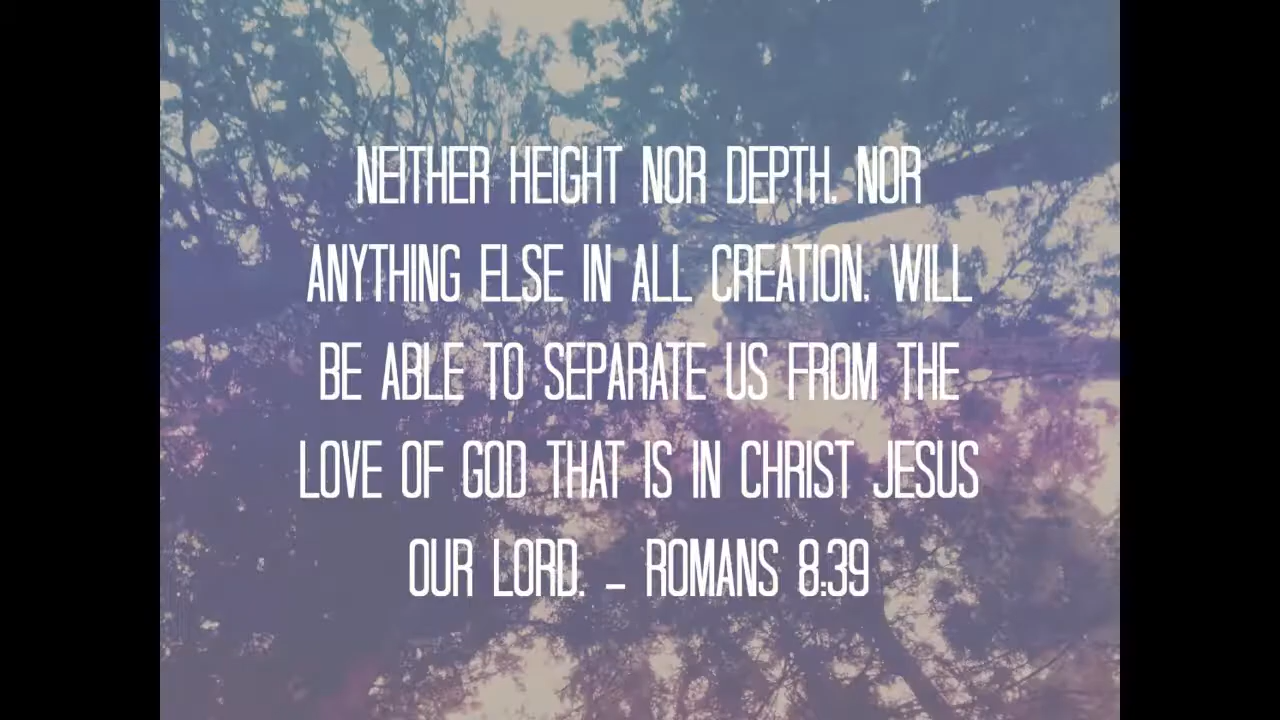 NEITHER HEIGHT NOR DEPTH, NOR
ANYTHING ELSE IN ALL CREATION, WILL
BE ABLE TO SEPARATE US FROM THE
LOVE OF GOD THAT IS IN CHRIST JESUS
OUR LORD. - ROMANS 8:39